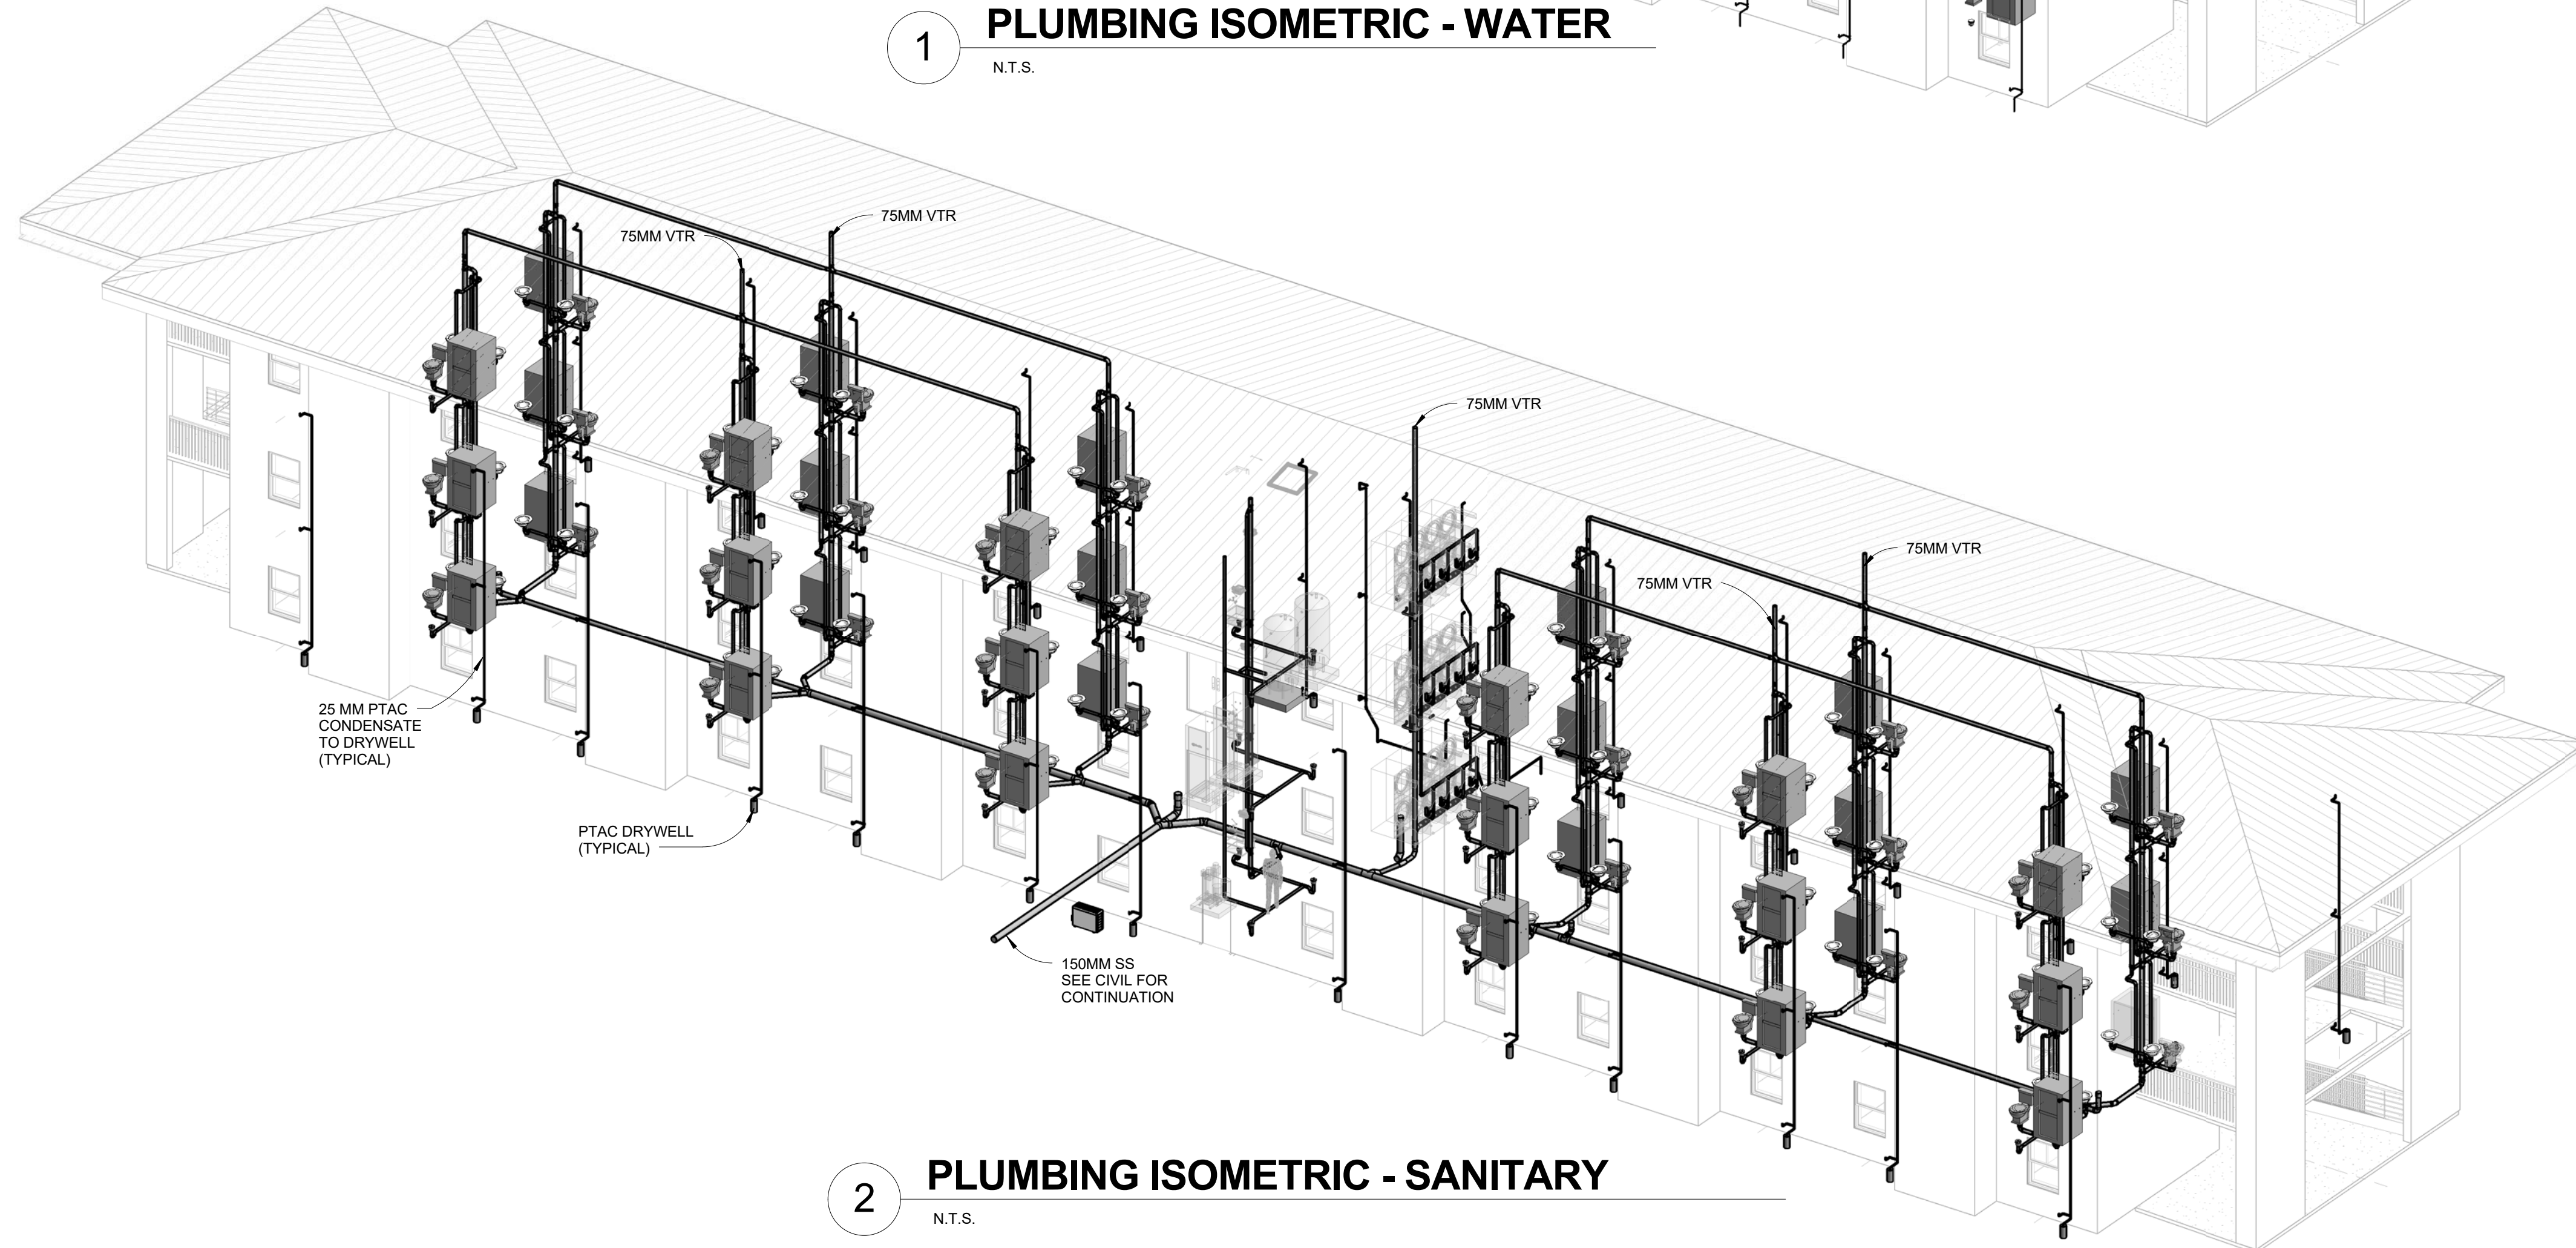 1
PLUMBING ISOMETRIC - WATER
N.T.S.
75MM VTR
75MM VTR
75MM VTR
75MM VTR
75MM VTR
25 MM PTAC
CONDENSATE
TO DRYWELL
(TYPICAL)
PTAC DRYWELL
(TYPICAL)
150MM SS
SEE CIVIL FOR
CONTINUATION
2
PLUMBING ISOMETRIC - SANITARY
N.T.S.